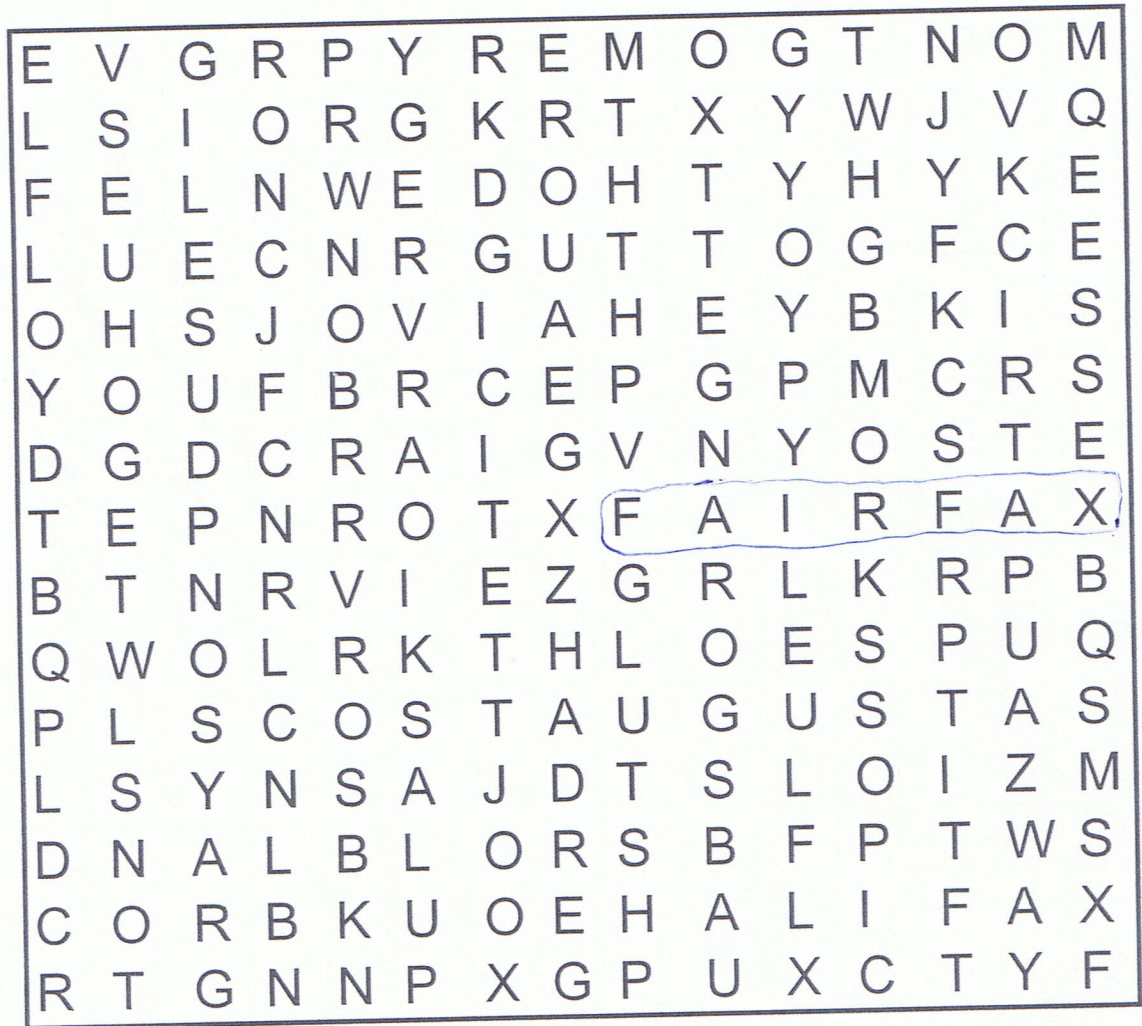 E V G R P Y R E M O G T N O M
L S I O R G K R T X Y W J V Q
F E L N W E D O H T Y H Y K E
L U E C N R G U T T O G F C E
O H S J O V I A H E Y B K I S
Y O U F B R C E P G P M C R S
D G D C R A I G V N Y O S T E
T E P N R O T X F A I R F A X
B T N R V I E Z G R L K R P B
Q W O L R K T H L O E S P U Q
P L S C O S T A U G U S T A S
L S Y N S A J D T S L O I Z M
D N A L B L O R S B F P T W S
C O R B K U O E H A L I F A X
R T G N N P X G P U X C T Y F